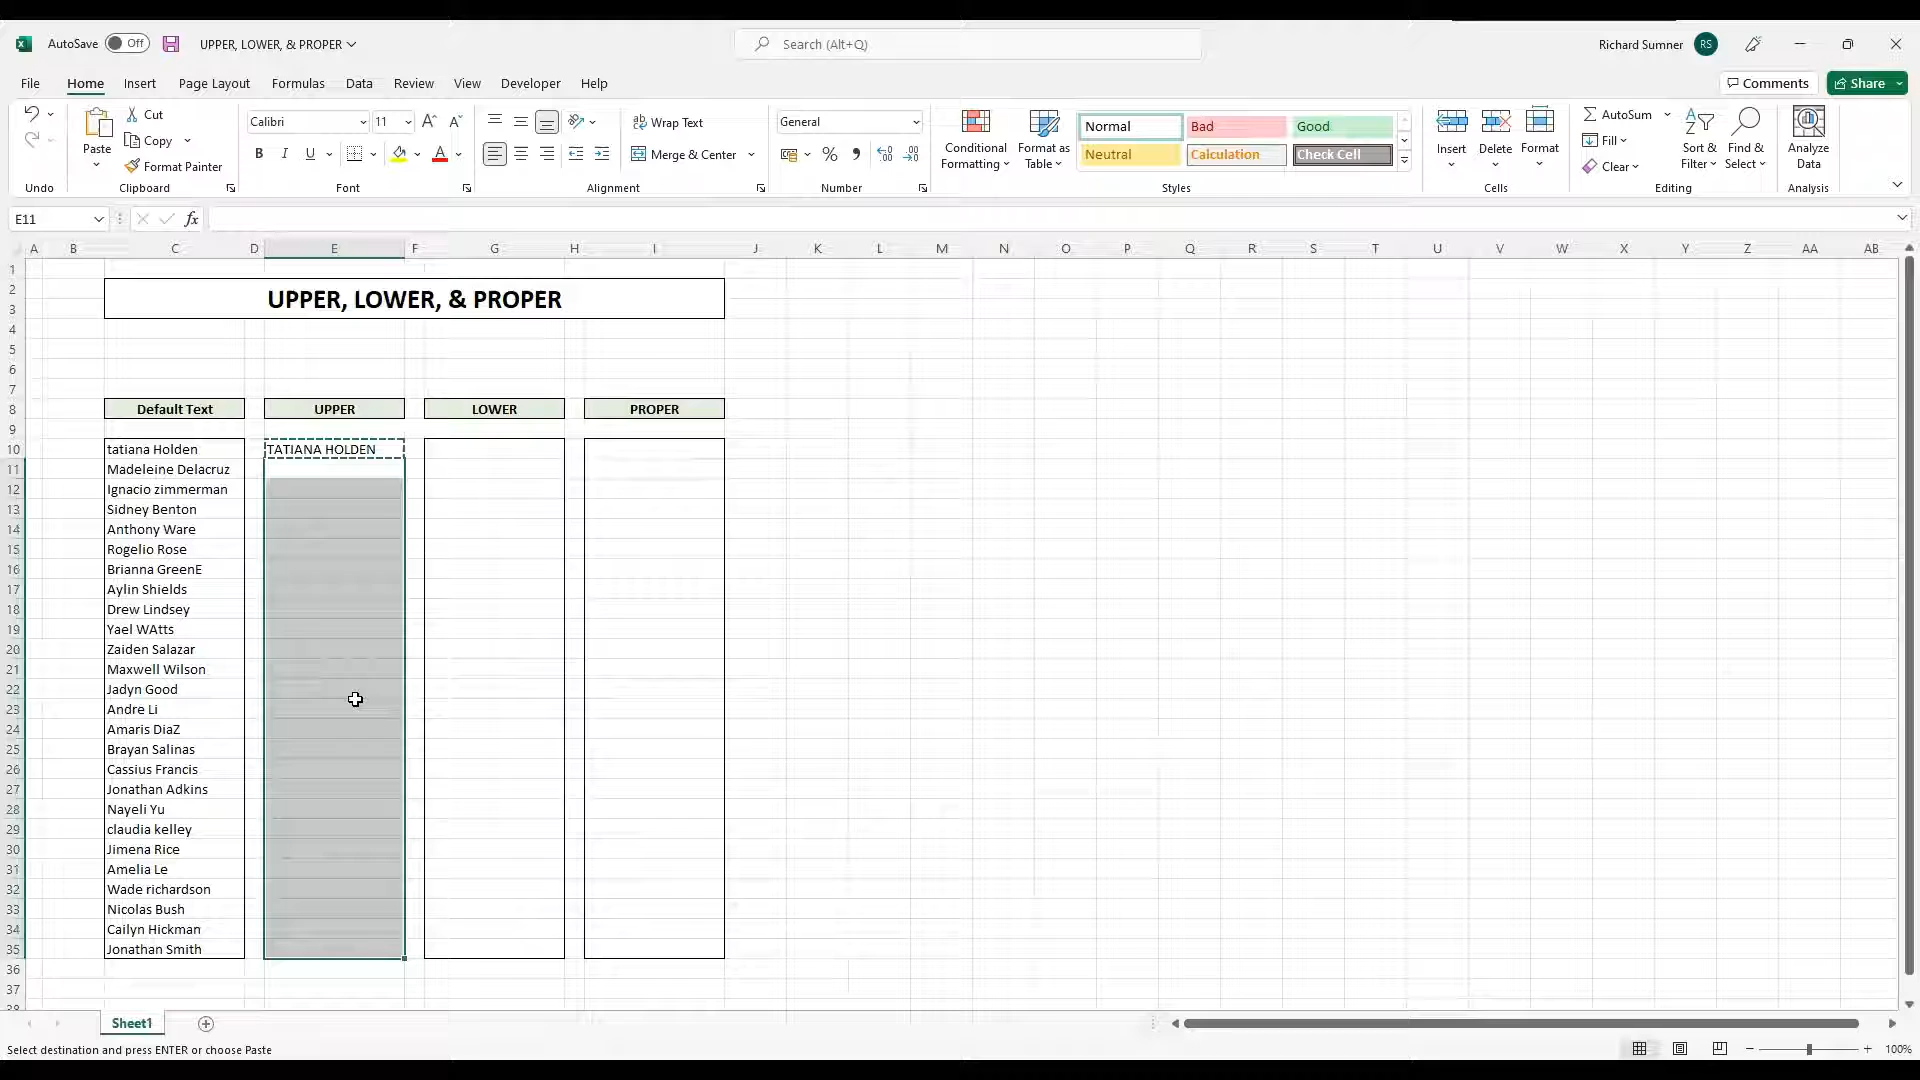 AutoSave Off UPPER, LOWER, & PROPER Search (Alt+Q) Richard Sumner RS
File Home Insert Page Layout Formulas Data Review View Developer Help Comments Share
Paste Cut Copy Format Painter
Calibri 11 B I U A
Wrap Text Merge & Center
General % ,
Conditional Formatting Format as Table
Normal Bad Good
Neutral Calculation Check Cell
Insert Delete Format
AutoSum Fill Clear
Sort & Filter Find & Select Analyze Data
Undo Clipboard Font Alignment Number Styles Cells Editing Analysis
E11 fx
A B C D E F G H I J K L M N O P Q R S T U V W X Y Z AA AB
1
2 UPPER, LOWER, & PROPER
3
4
5
6
7
8 Default Text UPPER LOWER PROPER
9
10 tatiana Holden TATIANA HOLDEN
11 Madeleine Delacruz
12 Ignacio zimmerman
13 Sidney Benton
14 Anthony Ware
15 Rogelio Rose
16 Brianna GreenE
17 Aylin Shields
18 Drew Lindsey
19 Yael WAtts
20 Zaiden Salazar
21 Maxwell Wilson
22 Jadyn Good
23 Andre Li
24 Amaris DiaZ
25 Brayan Salinas
26 Cassius Francis
27 Jonathan Adkins
28 Nayeli Yu
29 claudia kelley
30 Jimena Rice
31 Amelia Le
32 Wade richardson
33 Nicolas Bush
34 Cailyn Hickman
35 Jonathan Smith
36
37
38
Sheet1
Select destination and press ENTER or choose Paste 100%